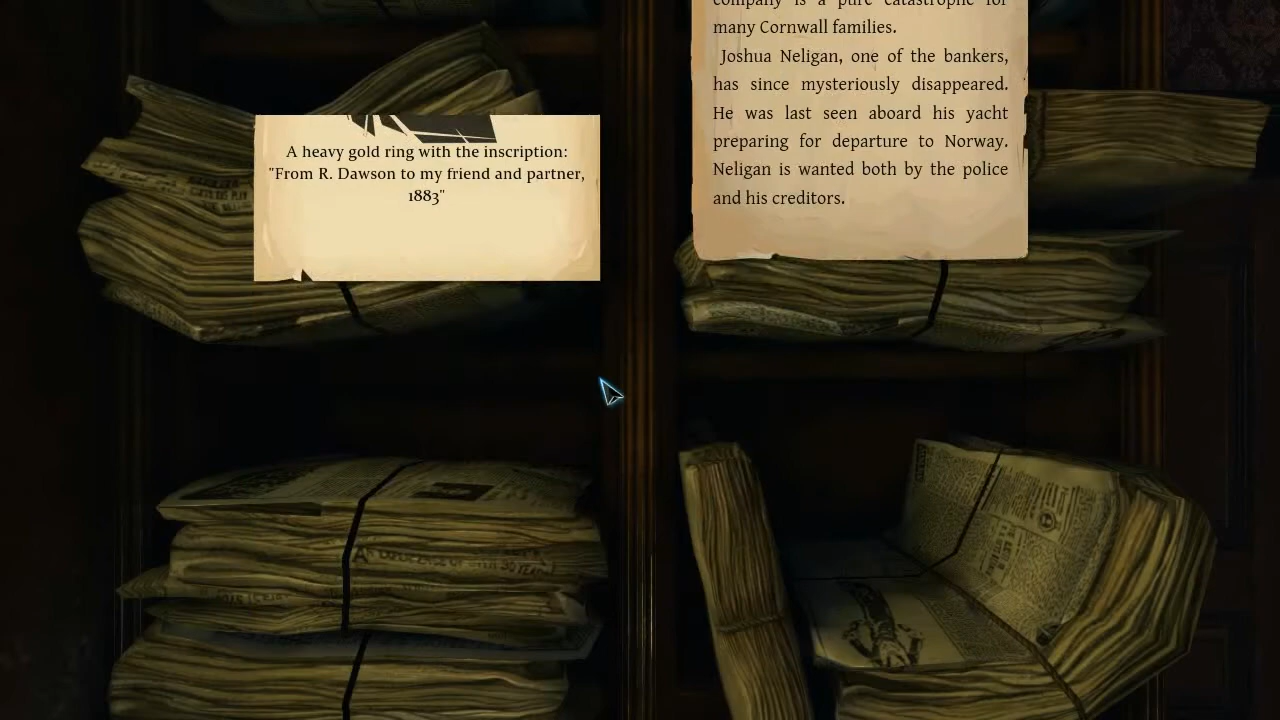 company is a pure catastrophe for
many Cornwall families.
Joshua Neligan, one of the bankers,
has since mysteriously disappeared.
He was last seen aboard his yacht
preparing for departure to Norway.
Neligan is wanted both by the police
and his creditors.
A heavy gold ring with the inscription:
"From R. Dawson to my friend and partner,
1883"